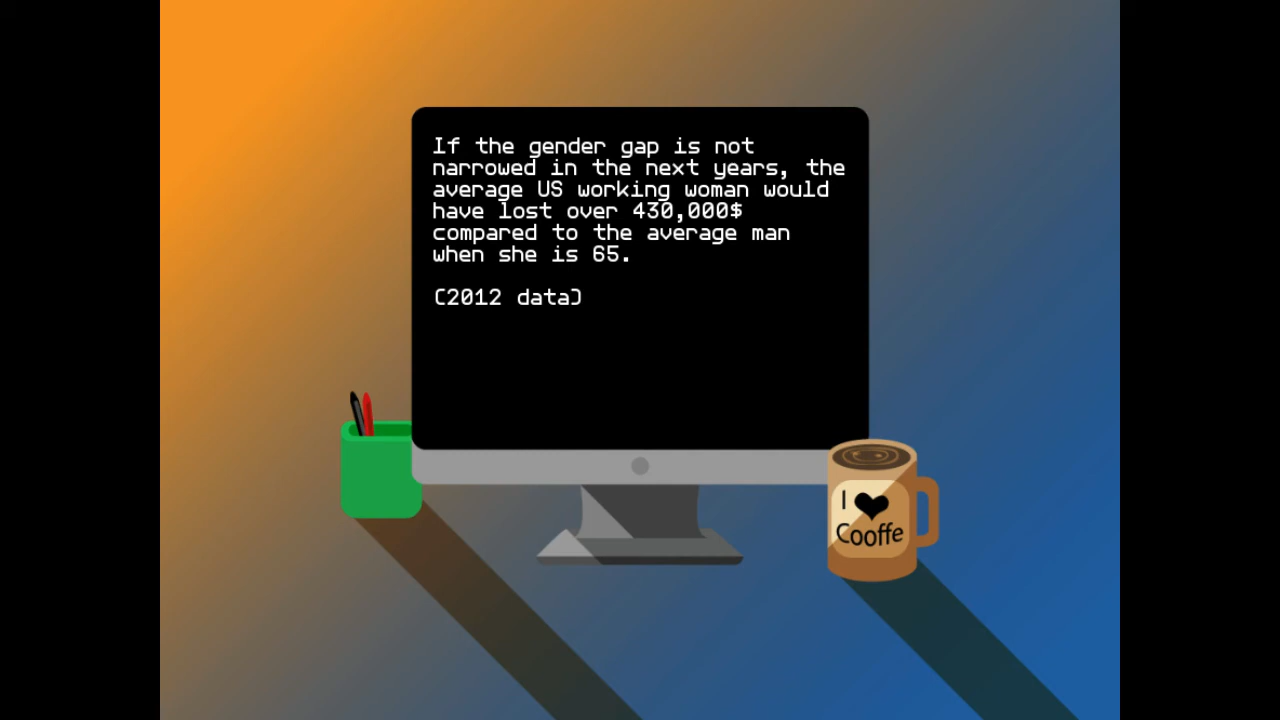 If the gender gap is not
narrowed in the next years, the
average US working woman would
have lost over 430,000$
compared to the average man
when she is 65.
(2012 data)
I
Cooffe